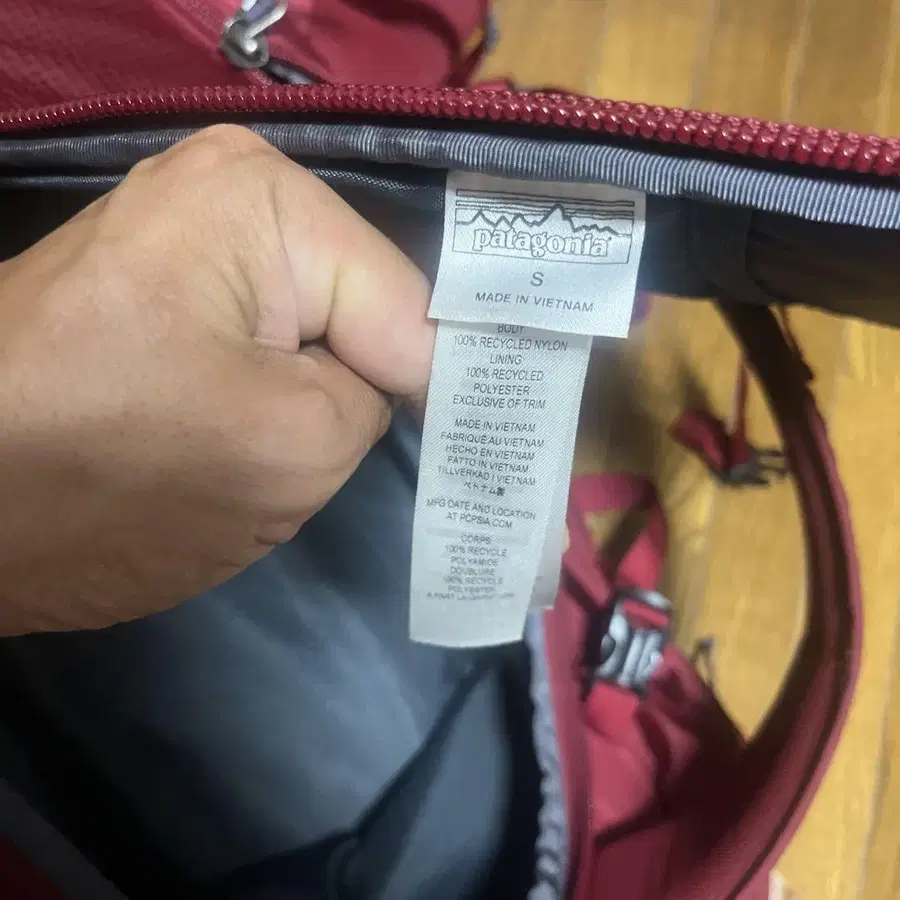 patagonia
S
MADE IN VIETNAM
BODY
100% RECYCLED NYLON
LINING
100% RECYCLED
POLYESTER
EXCLUSIVE OF TRIM
MADE IN VIETNAM
FABRIQUÉ AU VIETNAM
HECHO EN VIETNAM
FATTO IN VIETNAM
TILLVERKAD I VIETNAM
ベトナム製
MFG DATE AND LOCATION
AT PCPSIA.COM
CORPS
100% RECYCLÉ
POLYAMIDE
DOUBLURE
100% RECYCLÉ
POLYESTER